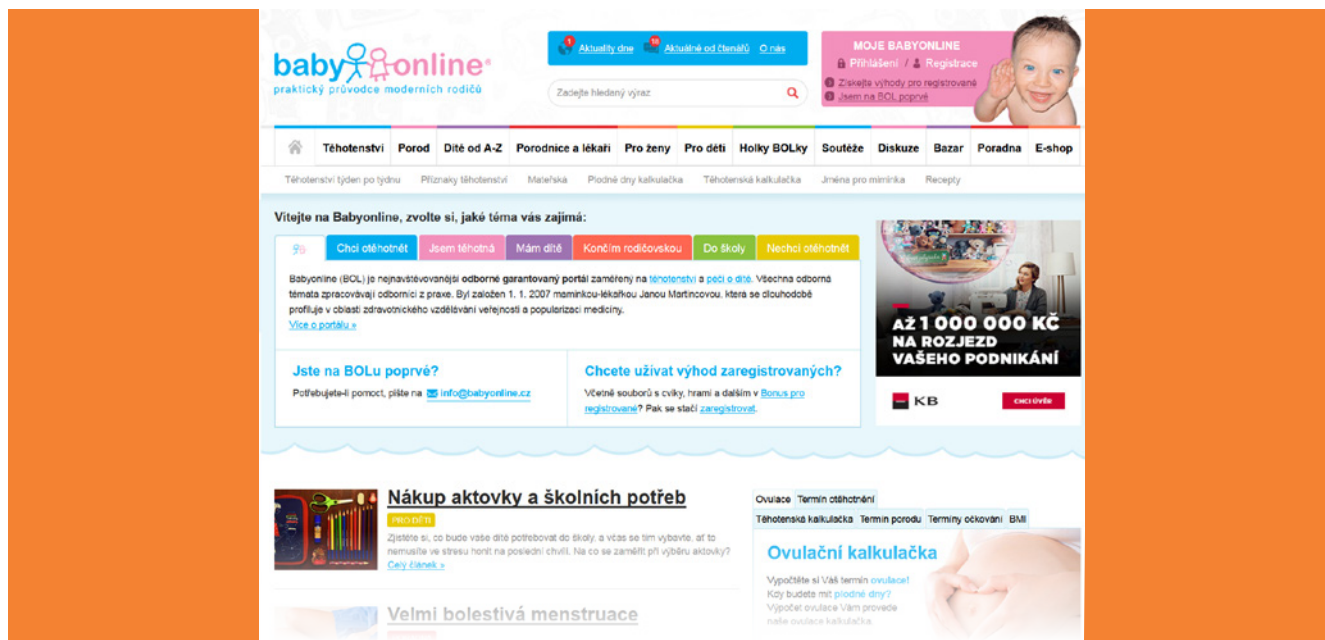 baby online
praktický průvodce moderních rodičů
Aktuality dne Aktuálně od čtenářů O nás
Zadejte hledaný výraz
MOJE BABYONLINE
Přihlášení / Registrace
Získejte výhody pro registrované
Jsem na BOL poprvé
Těhotenství Porod Dítě od A-Z Porodnice a lékaři Pro ženy Pro děti Holky BOLky Soutěže Diskuze Bazar Poradna E-shop
Těhotenství týden po týdnu Příznaky těhotenství Mateřská Plodné dny kalkulačka Těhotenská kalkulačka Jména pro miminka Recepty
Vítejte na Babyonline, zvolte si, jaké téma vás zajímá:
Chci otěhotnět Jsem těhotná Mám dítě Končím rodičovskou Do školy Nechci otěhotnět
Babyonline (BOL) je nejnavštěvovanější odborně garantovaný portál zaměřený na těhotenství a péči o dítě. Všechna odborná
témata zpracovávají odborníci z praxe. Byl založen 1. 1. 2007 maminkou-lékařkou Janou Martincovou, která se dlouhodobě
profiluje v oblasti zdravotnického vzdělávání veřejnosti a popularizaci medicíny.
Více o portálu »
Jste na BOLu poprvé?
Potřebujete-li pomoct, pište na info@babyonline.cz
Chcete užívat výhod zaregistrovaných?
Včetně souborů s cviky, hrami a dalším v Bonus pro
registrované? Pak se stačí zaregistrovat.
AŽ 1 000 000 KČ
NA ROZJEZD
VAŠEHO PODNIKÁNÍ
KB
CHCI ÚVĚR
Nákup aktovky a školních potřeb
PRO DĚTI
Zjistěte si, co bude vaše dítě potřebovat do školy, a včas se tím vybavte, ať to
nemusíte ve stresu honit na poslední chvíli. Na co se zaměřit při výběru aktovky?
Celý článek »
Velmi bolestivá menstruace
Ovulace Termín otěhotnění
Těhotenská kalkulačka Termín porodu Termíny očkování BMI
Ovulační kalkulačka
Vypočtěte si Váš termín ovulace!
Kdy budete mít plodné dny?
Výpočet ovulace Vám provede
naše ovulace kalkulačka.